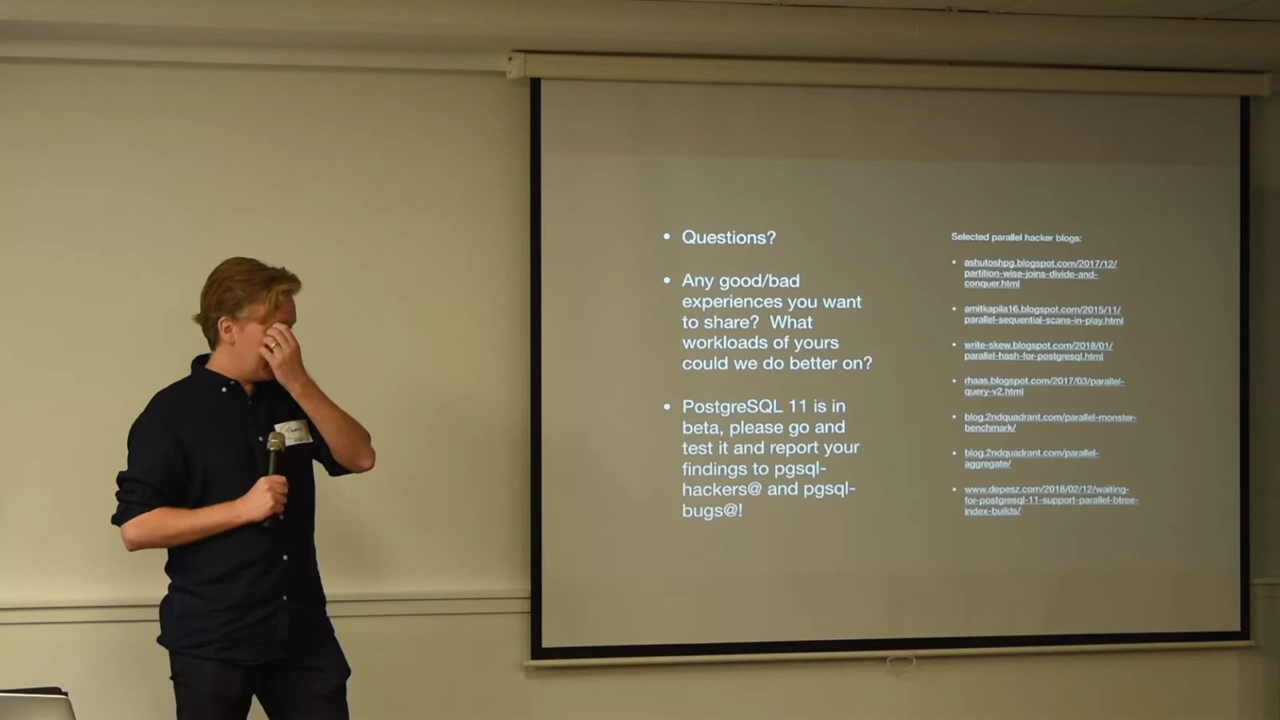 • Questions?
• Any good/bad
experiences you want
to share? What
workloads of yours
could we do better on?
• PostgreSQL 11 is in
beta, please go and
test it and report your
findings to pgsql-
hackers@ and pgsql-
bugs@!
Selected parallel hacker blogs:
• ashutoshpg.blogspot.com/2017/12/
partition-wise-joins-divide-and-
conquer.html
• amitkapila16.blogspot.com/2015/11/
parallel-sequential-scans-in-play.html
• write-skew.blogspot.com/2018/01/
parallel-hash-for-postgresql.html
• rhaas.blogspot.com/2017/03/parallel-
query-v2.html
• blog.2ndquadrant.com/parallel-monster-
benchmark/
• blog.2ndquadrant.com/parallel-
aggregate/
• www.depesz.com/2018/02/12/waiting-
for-postgresql-11-support-parallel-btree-
index-builds/